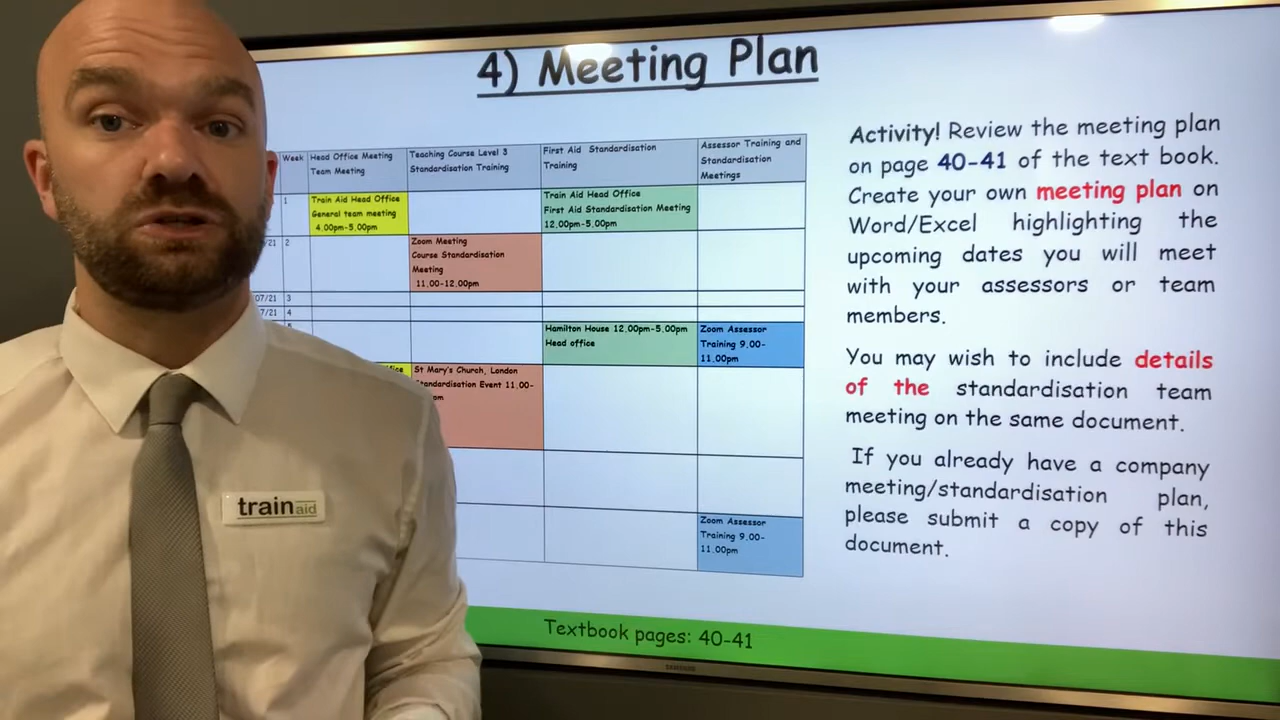 4) Meeting Plan
Week
Head Office Meeting
Team Meeting
Teaching Course Level 3
Standardisation Training
First Aid Standardisation
Training
Assessor Training and
Standardisation
Meetings
1
Train Aid Head Office
General team meeting
4.00pm-5.00pm
Train Aid Head Office
First Aid Standardisation Meeting
12.00pm-5.00pm
/21
2
Zoom Meeting
Course Standardisation
Meeting
11.00-12.00pm
07/21
3
7/21
4
Hamilton House 12.00pm-5.00pm
Head office
Zoom Assessor
Training 9.00-
11.00pm
St Mary's Church, London
Standardisation Event 11.00-
Zoom Assessor
Training 9.00-
11.00pm
Activity! Review the meeting plan
on page 40-41 of the text book.
Create your own meeting plan on
Word/Excel highlighting the
upcoming dates you will meet
with your assessors or team
members.
You may wish to include details
of the standardisation team
meeting on the same document.
If you already have a company
meeting/standardisation plan,
please submit a copy of this
document.
Textbook pages: 40-41
SAMSUNG
trainaid